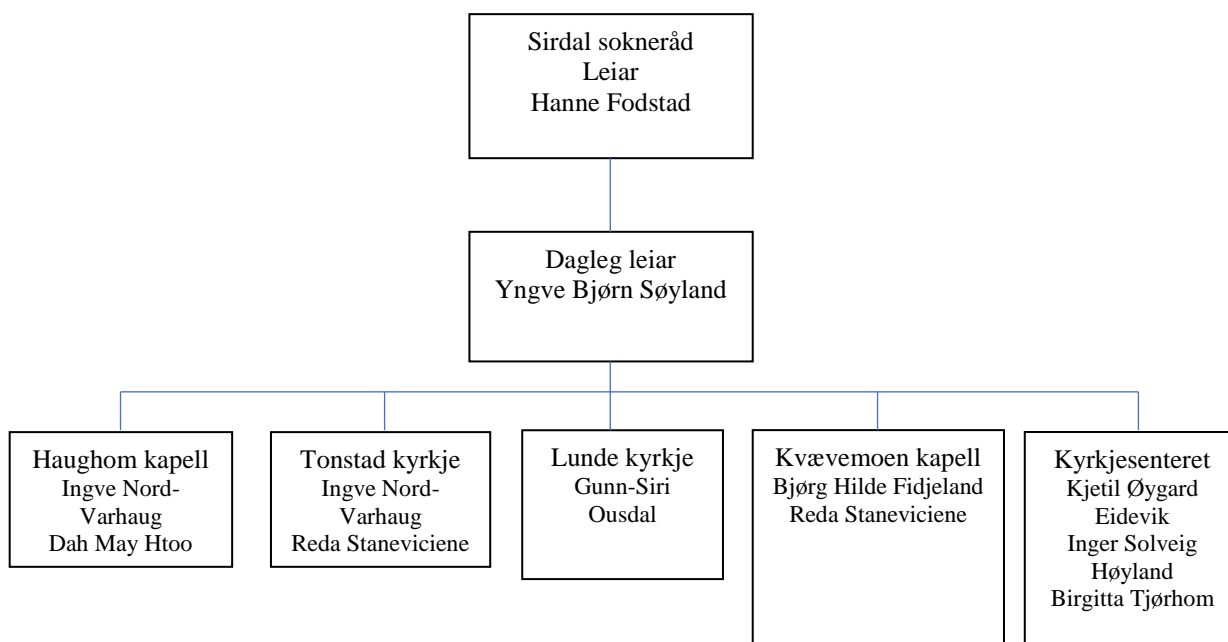 Sirdal sokneråd
Leiar
Hanne Fodstad
Dagleg leiar
Yngve Bjørn Søyland
Haughom kapell
Ingve Nord-
Varhaug
Dah May Htoo
Tonstad kyrkje
Ingve Nord-
Varhaug
Reda Staneviciene
Lunde kyrkje
Gunn-Siri
Ousdal
Kvævemoen kapell
Bjørg Hilde Fidjeland
Reda Staneviciene
Kyrkjesenteret
Kjetil Øygard
Eidevik
Inger Solveig
Høyland
Birgitta Tjørhom